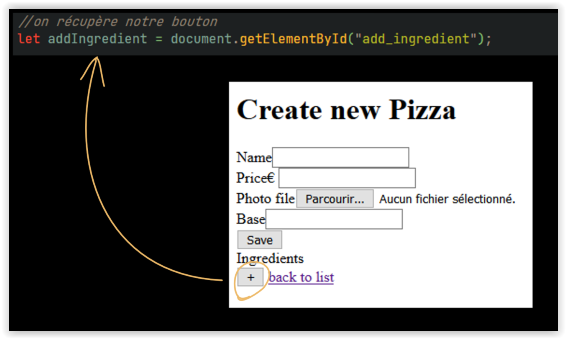 //on récupère notre bouton
let addIngredient = document.getElementById("add_ingredient");
Create new Pizza
Name
Price€
Photo file Parcourir... Aucun fichier sélectionné.
Base
Save
Ingredients
+ back to list